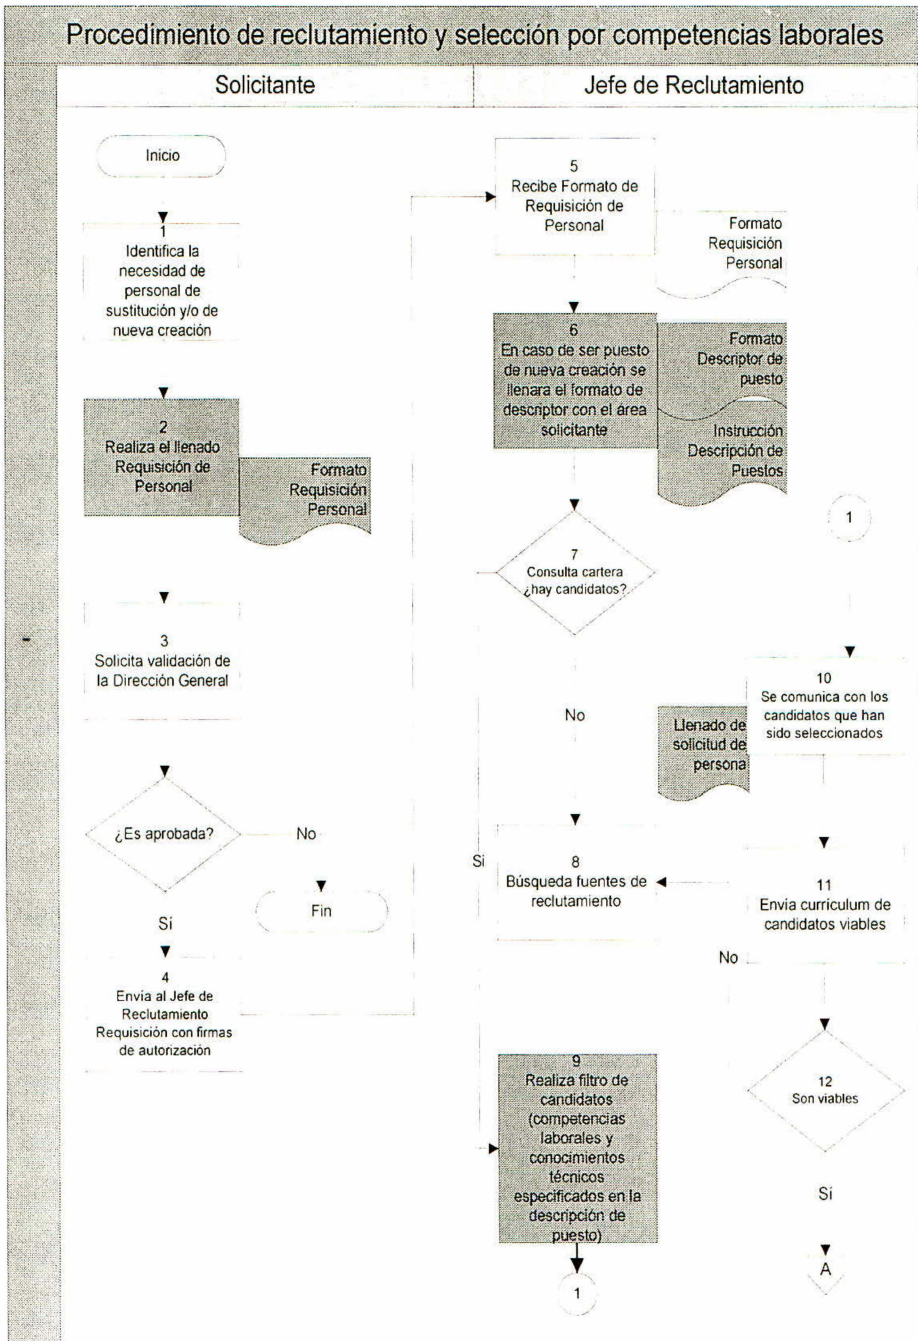 Procedimiento de reclutamiento y selección por competencias laborales
Solicitante
Jefe de Reclutamiento
Inicio
1
Identifica la
necesidad de
personal de
sustitución y/o de
nueva creación
2
Realiza el llenado
Requisición de
Personal
Formato
Requisición
Personal
3
Solicita validación de
la Dirección General
¿Es aprobada?
No
Fin
Sí
4
Envía al Jefe de
Reclutamiento
Requisición con firmas
de autorización
5
Recibe Formato de
Requisición de
Personal
Formato
Requisición
Personal
6
En caso de ser puesto
de nueva creación se
llenara el formato de
descriptor con el área
solicitante
Formato
Descriptor de
puesto
Instrucción
Descripción de
Puestos
7
Consulta cartera
¿hay candidatos?
No
Si
8
Búsqueda fuentes de
reclutamiento
9
Realiza filtro de
candidatos
(competencias
laborales y
conocimientos
técnicos
especificados en la
descripción de
puesto)
1
1
10
Se comunica con los
candidatos que han
sido seleccionados
Llenado de
solicitud de
persona
11
Envía currículum de
candidatos viables
No
12
Son viables
Sí
A